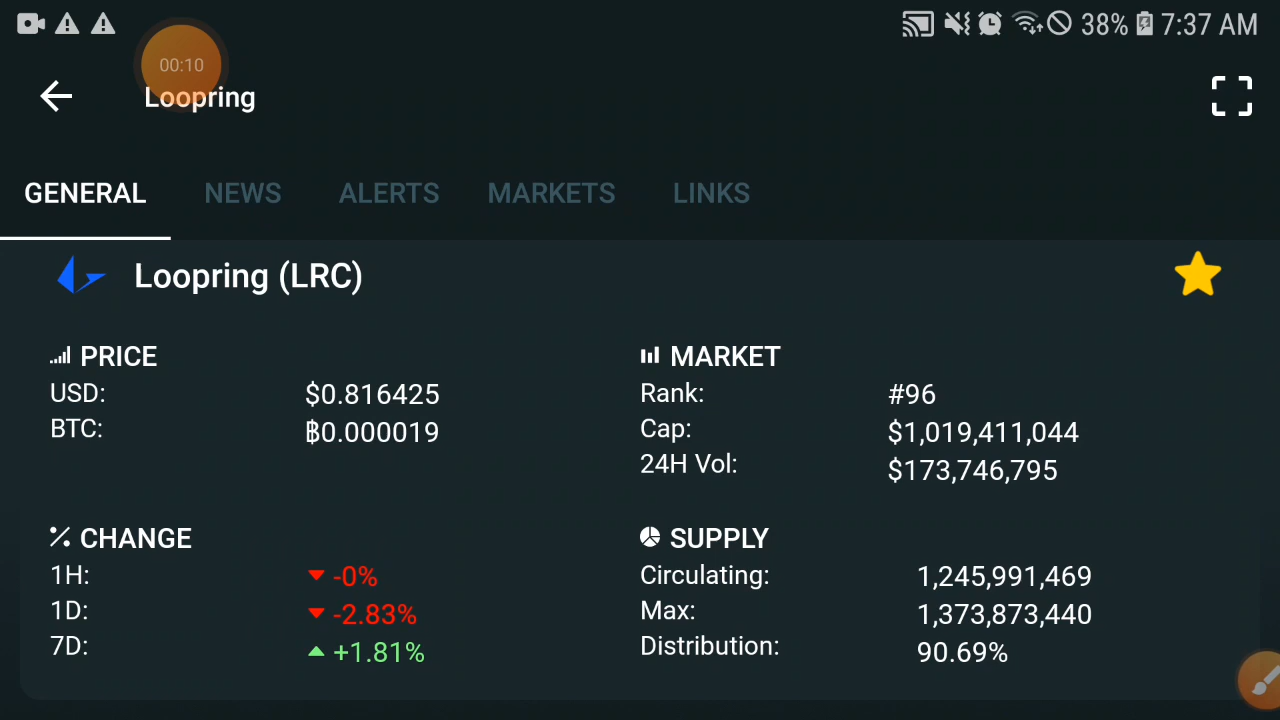 38% 7:37 AM
00:10
Loopring
GENERAL NEWS ALERTS MARKETS LINKS
Loopring (LRC)
PRICE
USD: $0.816425
BTC: ฿0.000019
MARKET
Rank: #96
Cap: $1,019,411,044
24H Vol: $173,746,795
CHANGE
1H: -0%
1D: -2.83%
7D: +1.81%
SUPPLY
Circulating: 1,245,991,469
Max: 1,373,873,440
Distribution: 90.69%